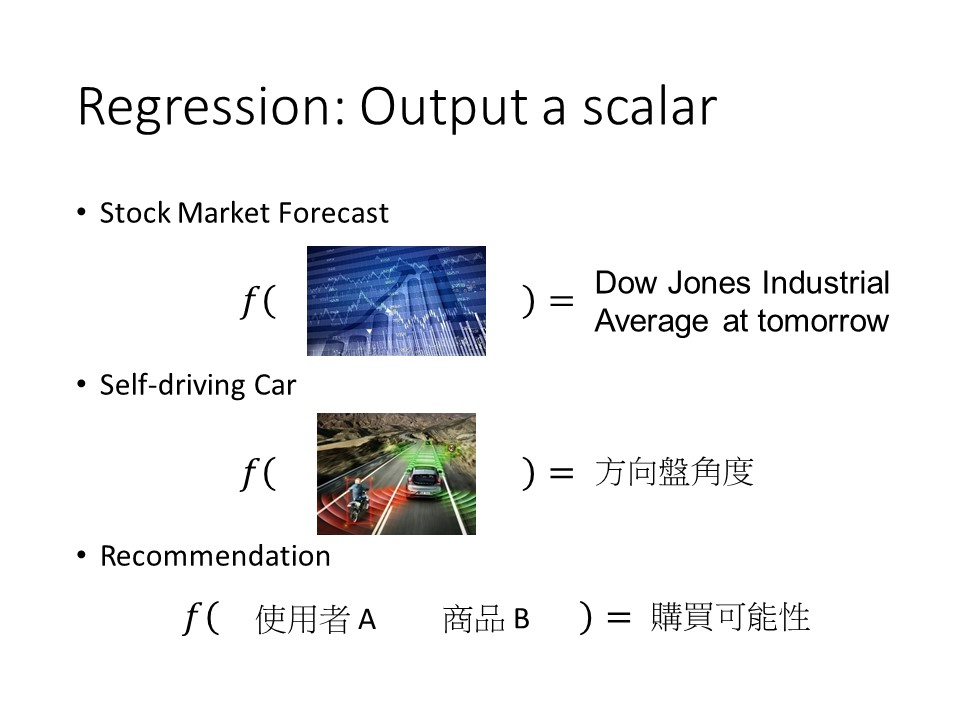 Regression: Output a scalar
• Stock Market Forecast
𝑓( ) = Dow Jones Industrial
Average at tomorrow
• Self-driving Car
𝑓( ) = 方向盤角度
• Recommendation
𝑓( 使用者 A 商品 B ) = 購買可能性